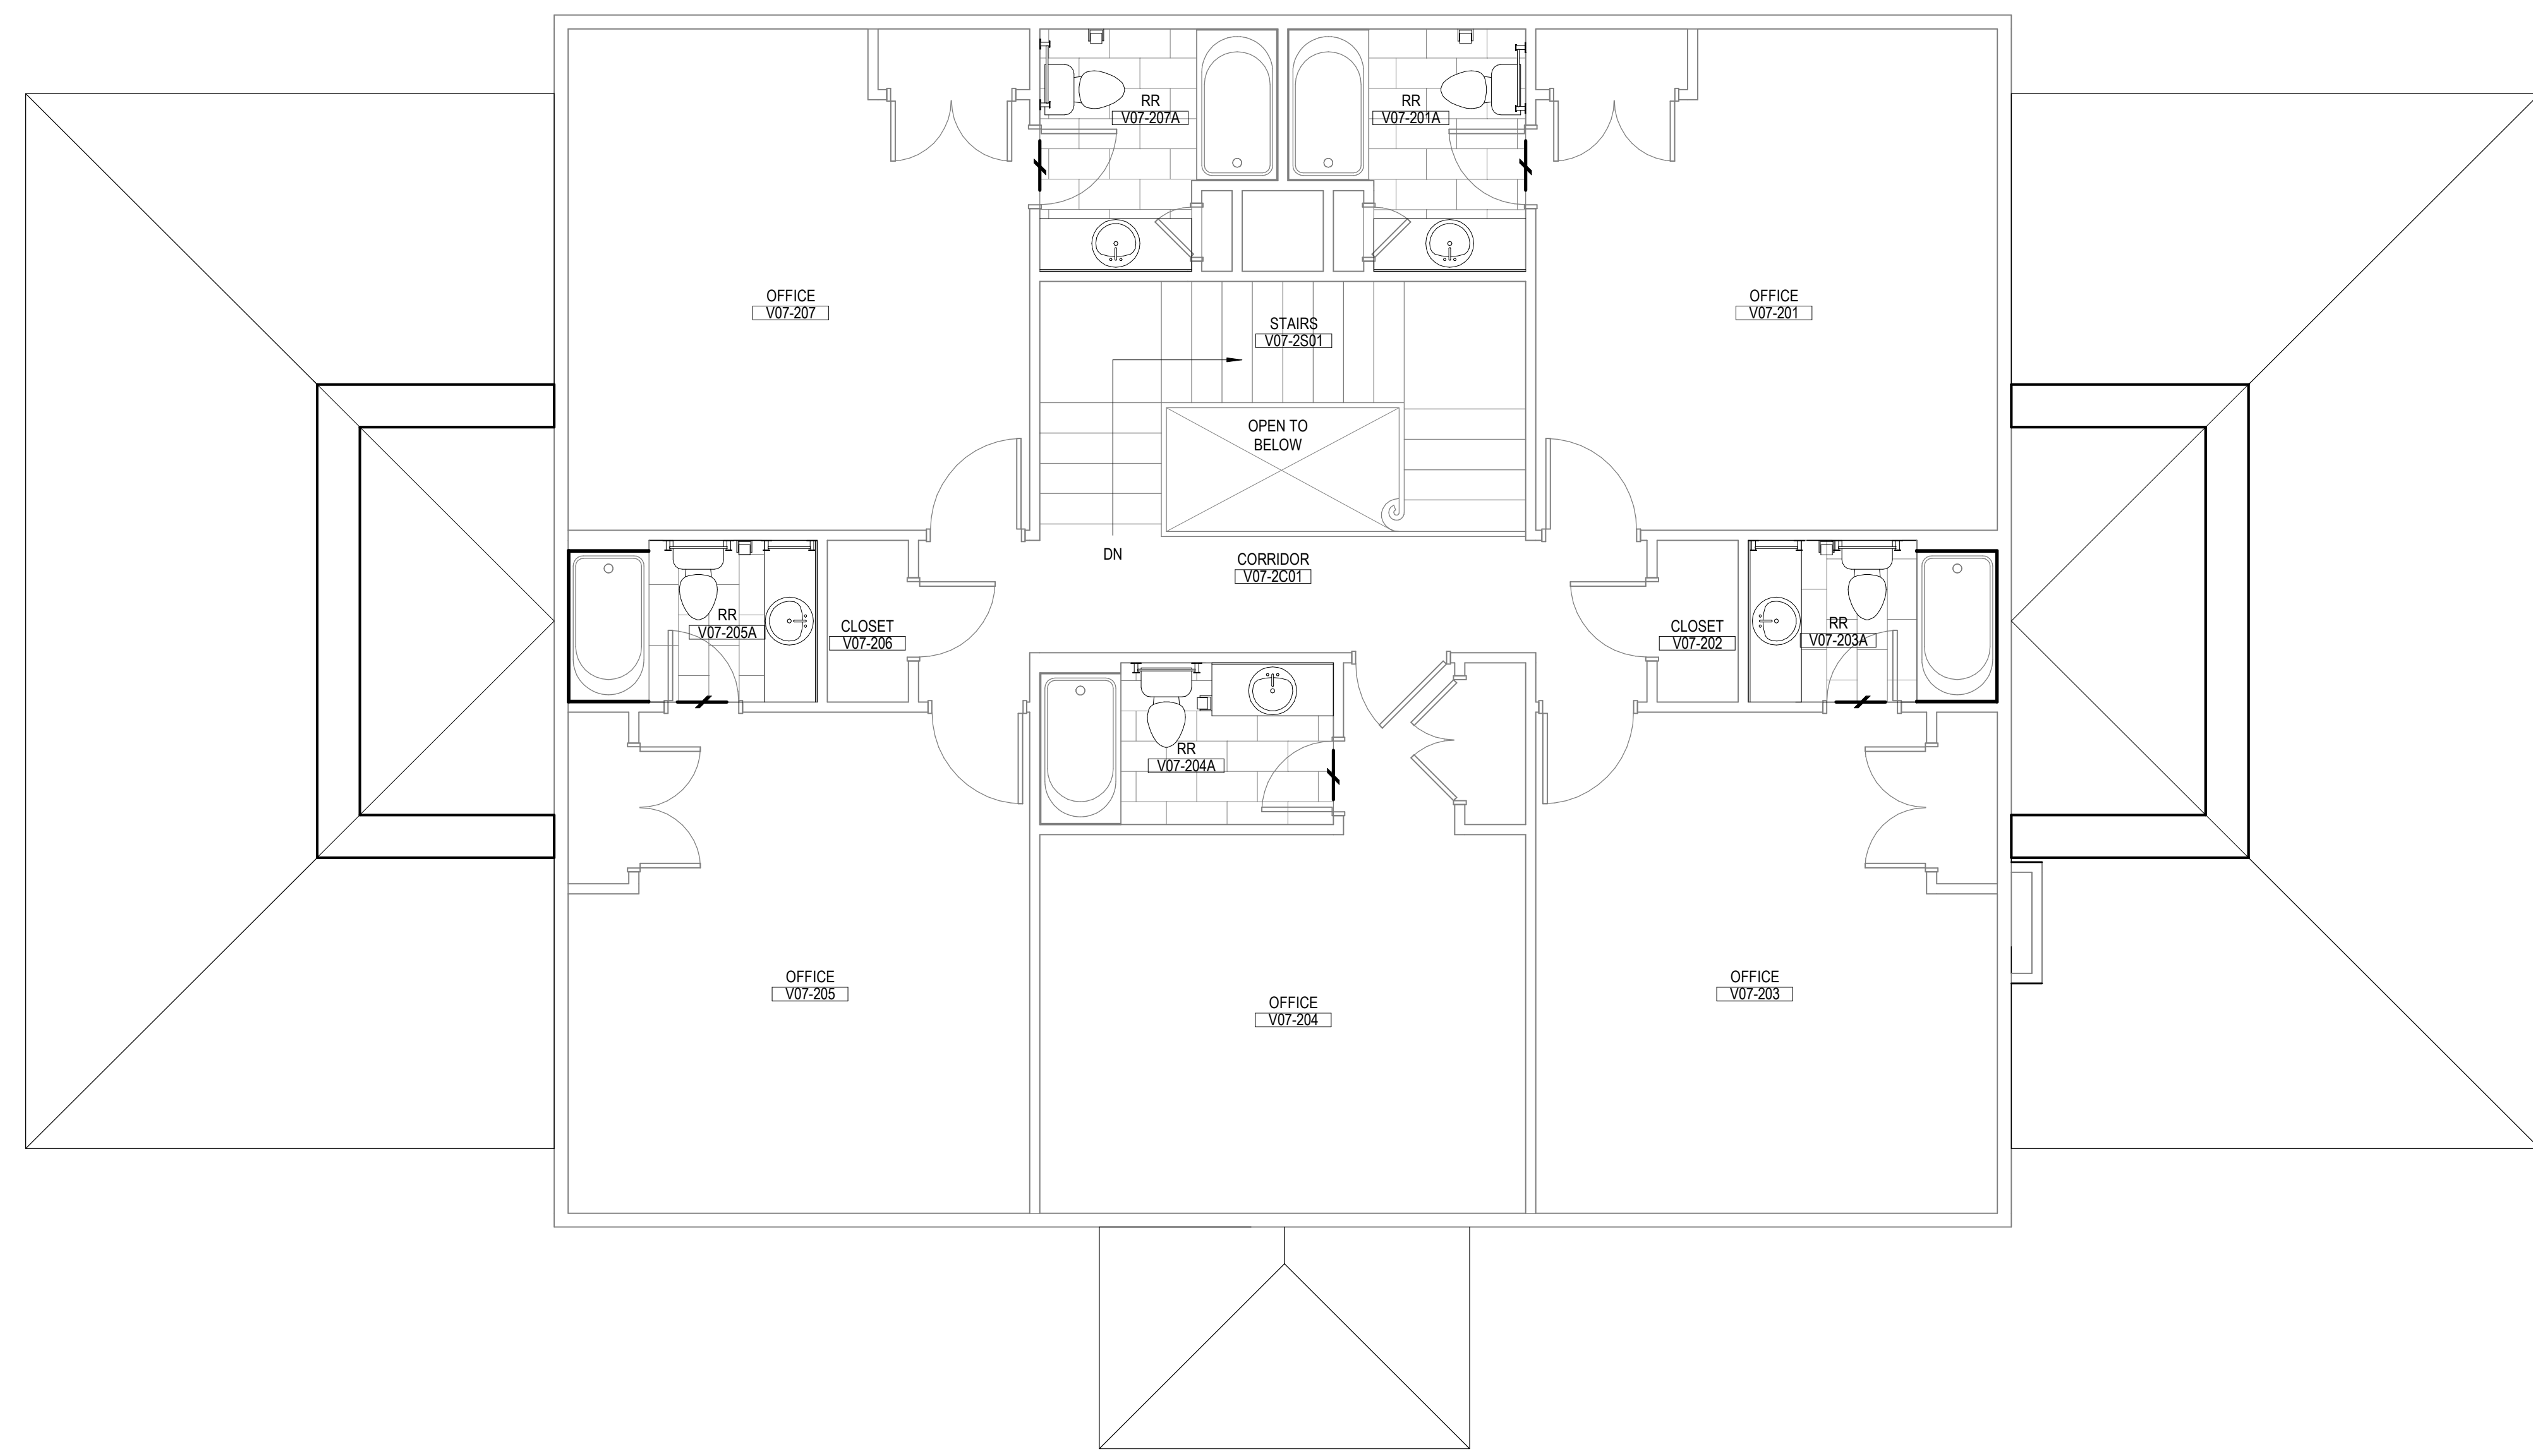 RR
V07-207A
RR
V07-201A
OFFICE
V07-207
OFFICE
V07-201
STAIRS
V07-2S01
OPEN TO
BELOW
DN
CORRIDOR
V07-2C01
RR
V07-205A
CLOSET
V07-206
CLOSET
V07-202
RR
V07-203A
RR
V07-204A
OFFICE
V07-205
OFFICE
V07-204
OFFICE
V07-203